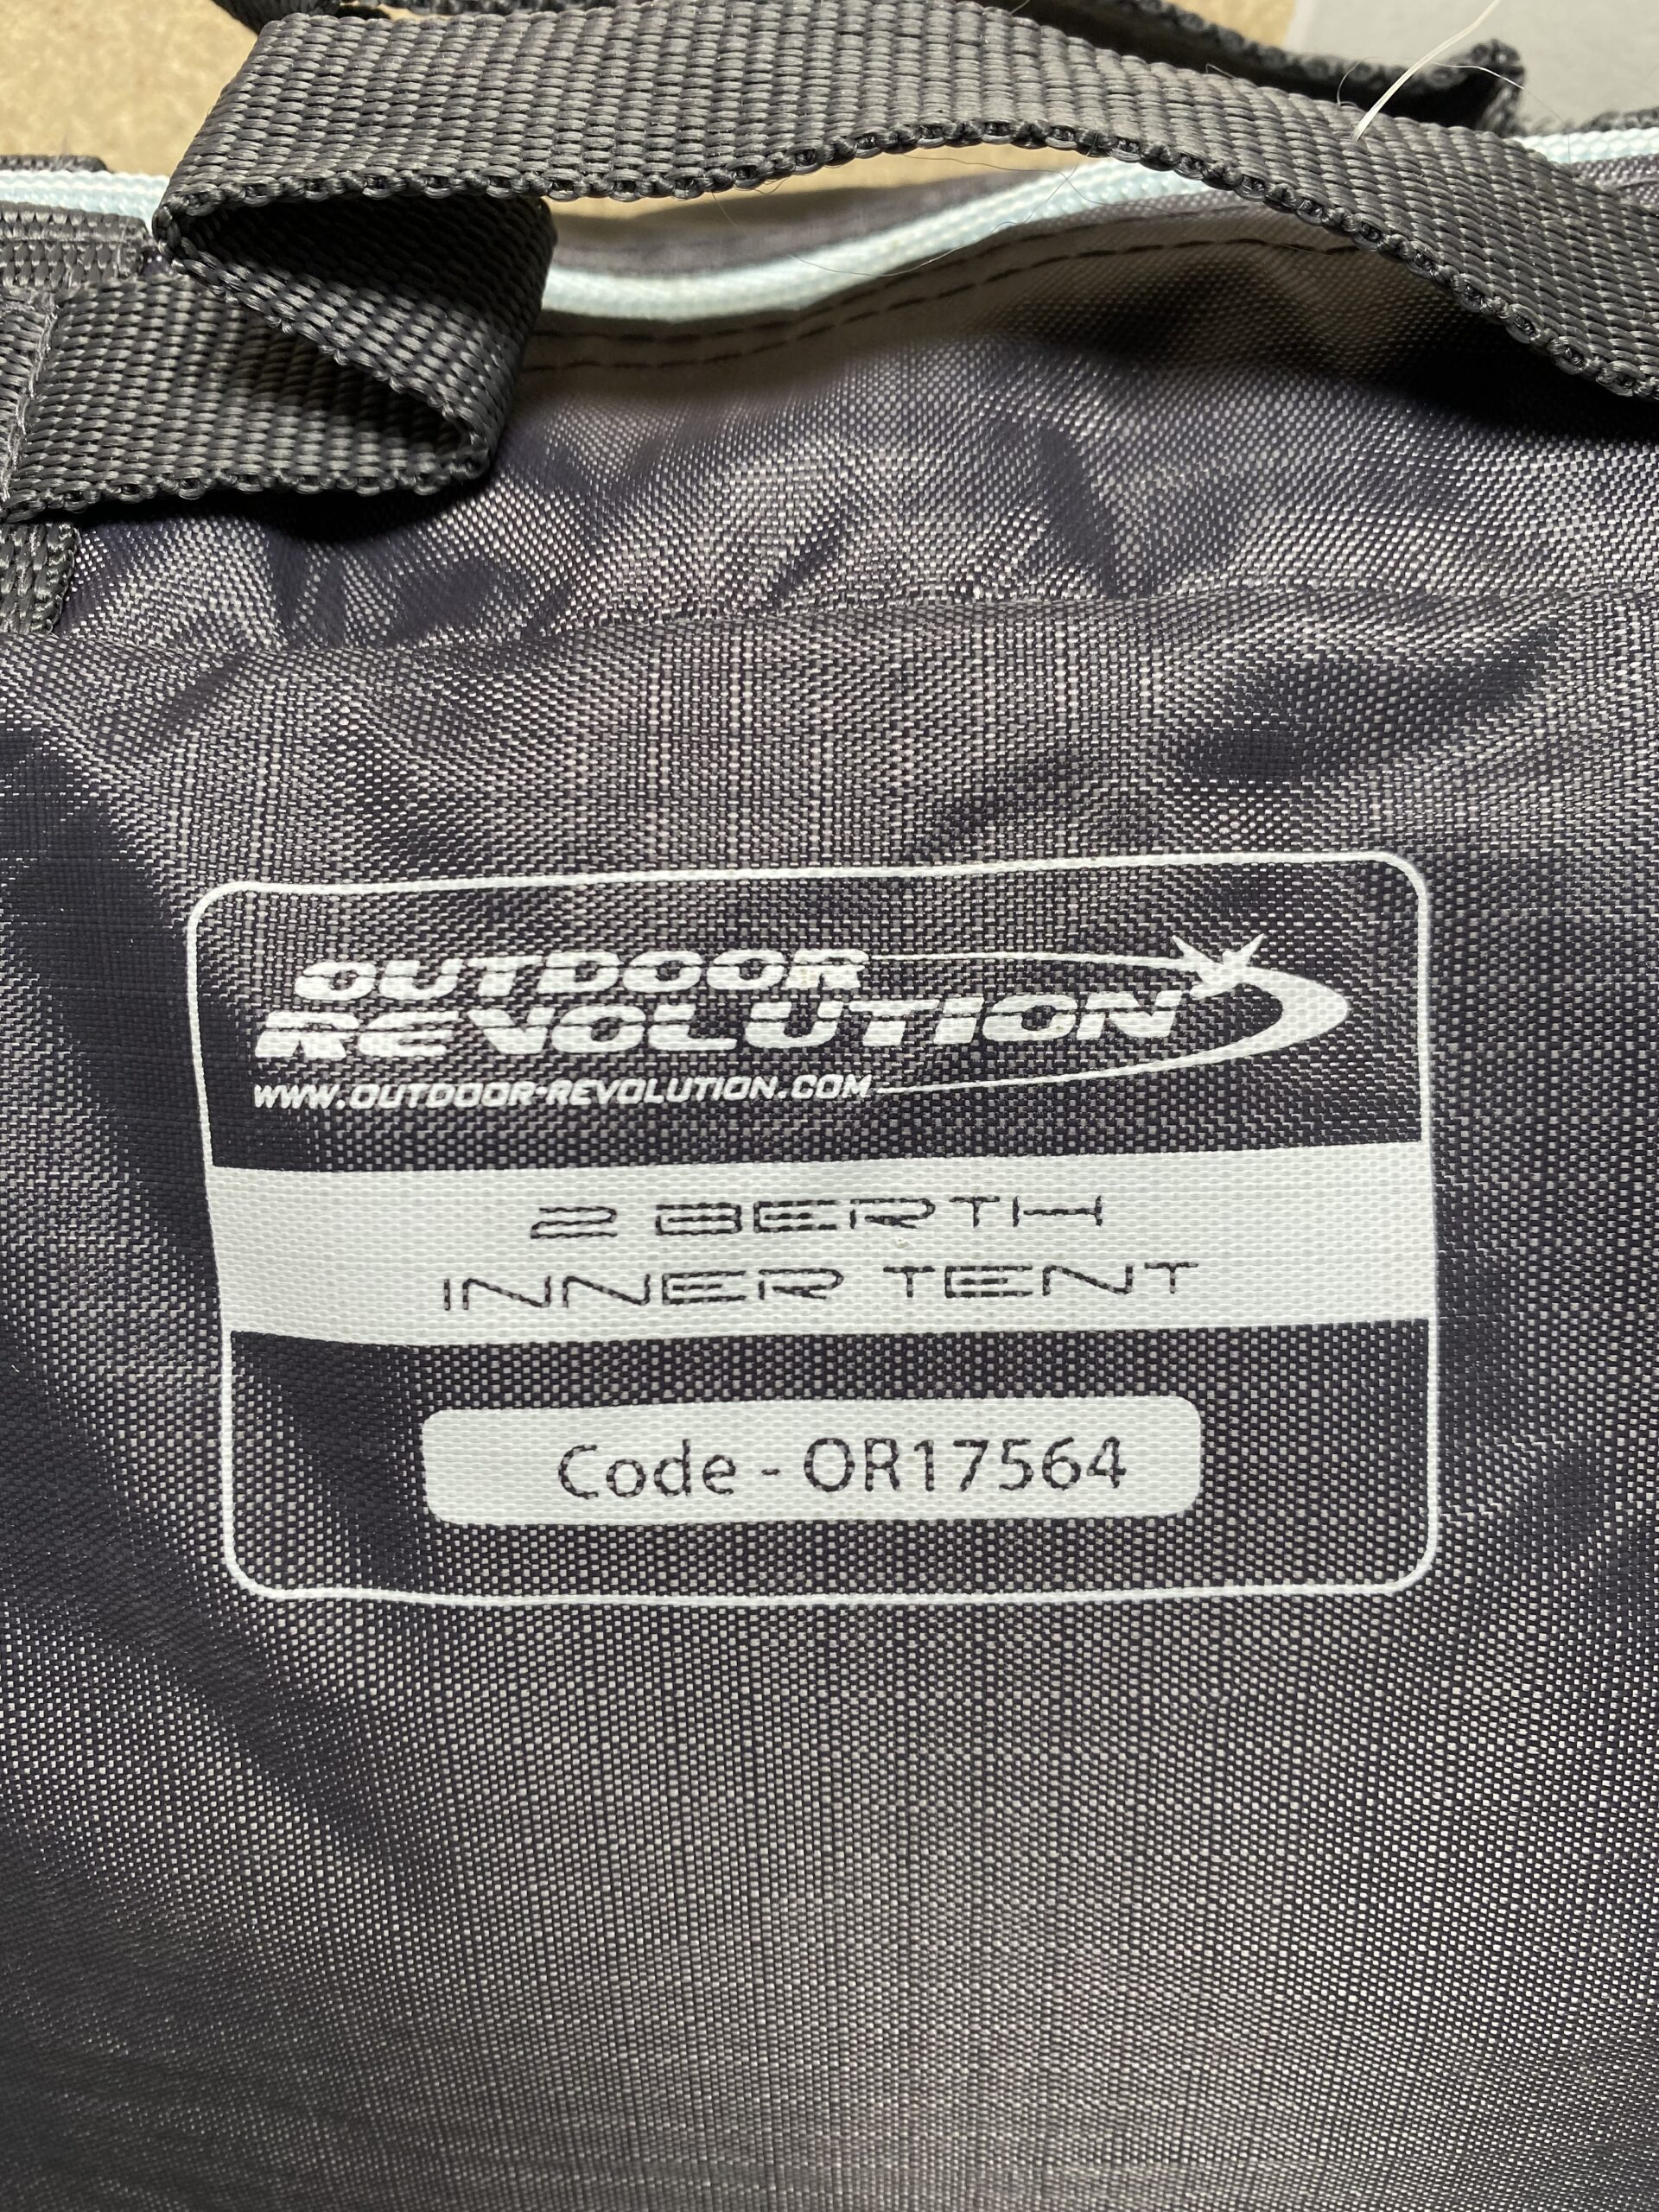 OUTDOOR
REVOLUTION
WWW.OUTDOOR-REVOLUTION.COM
2 BERTH
INNER TENT
Code - OR17564